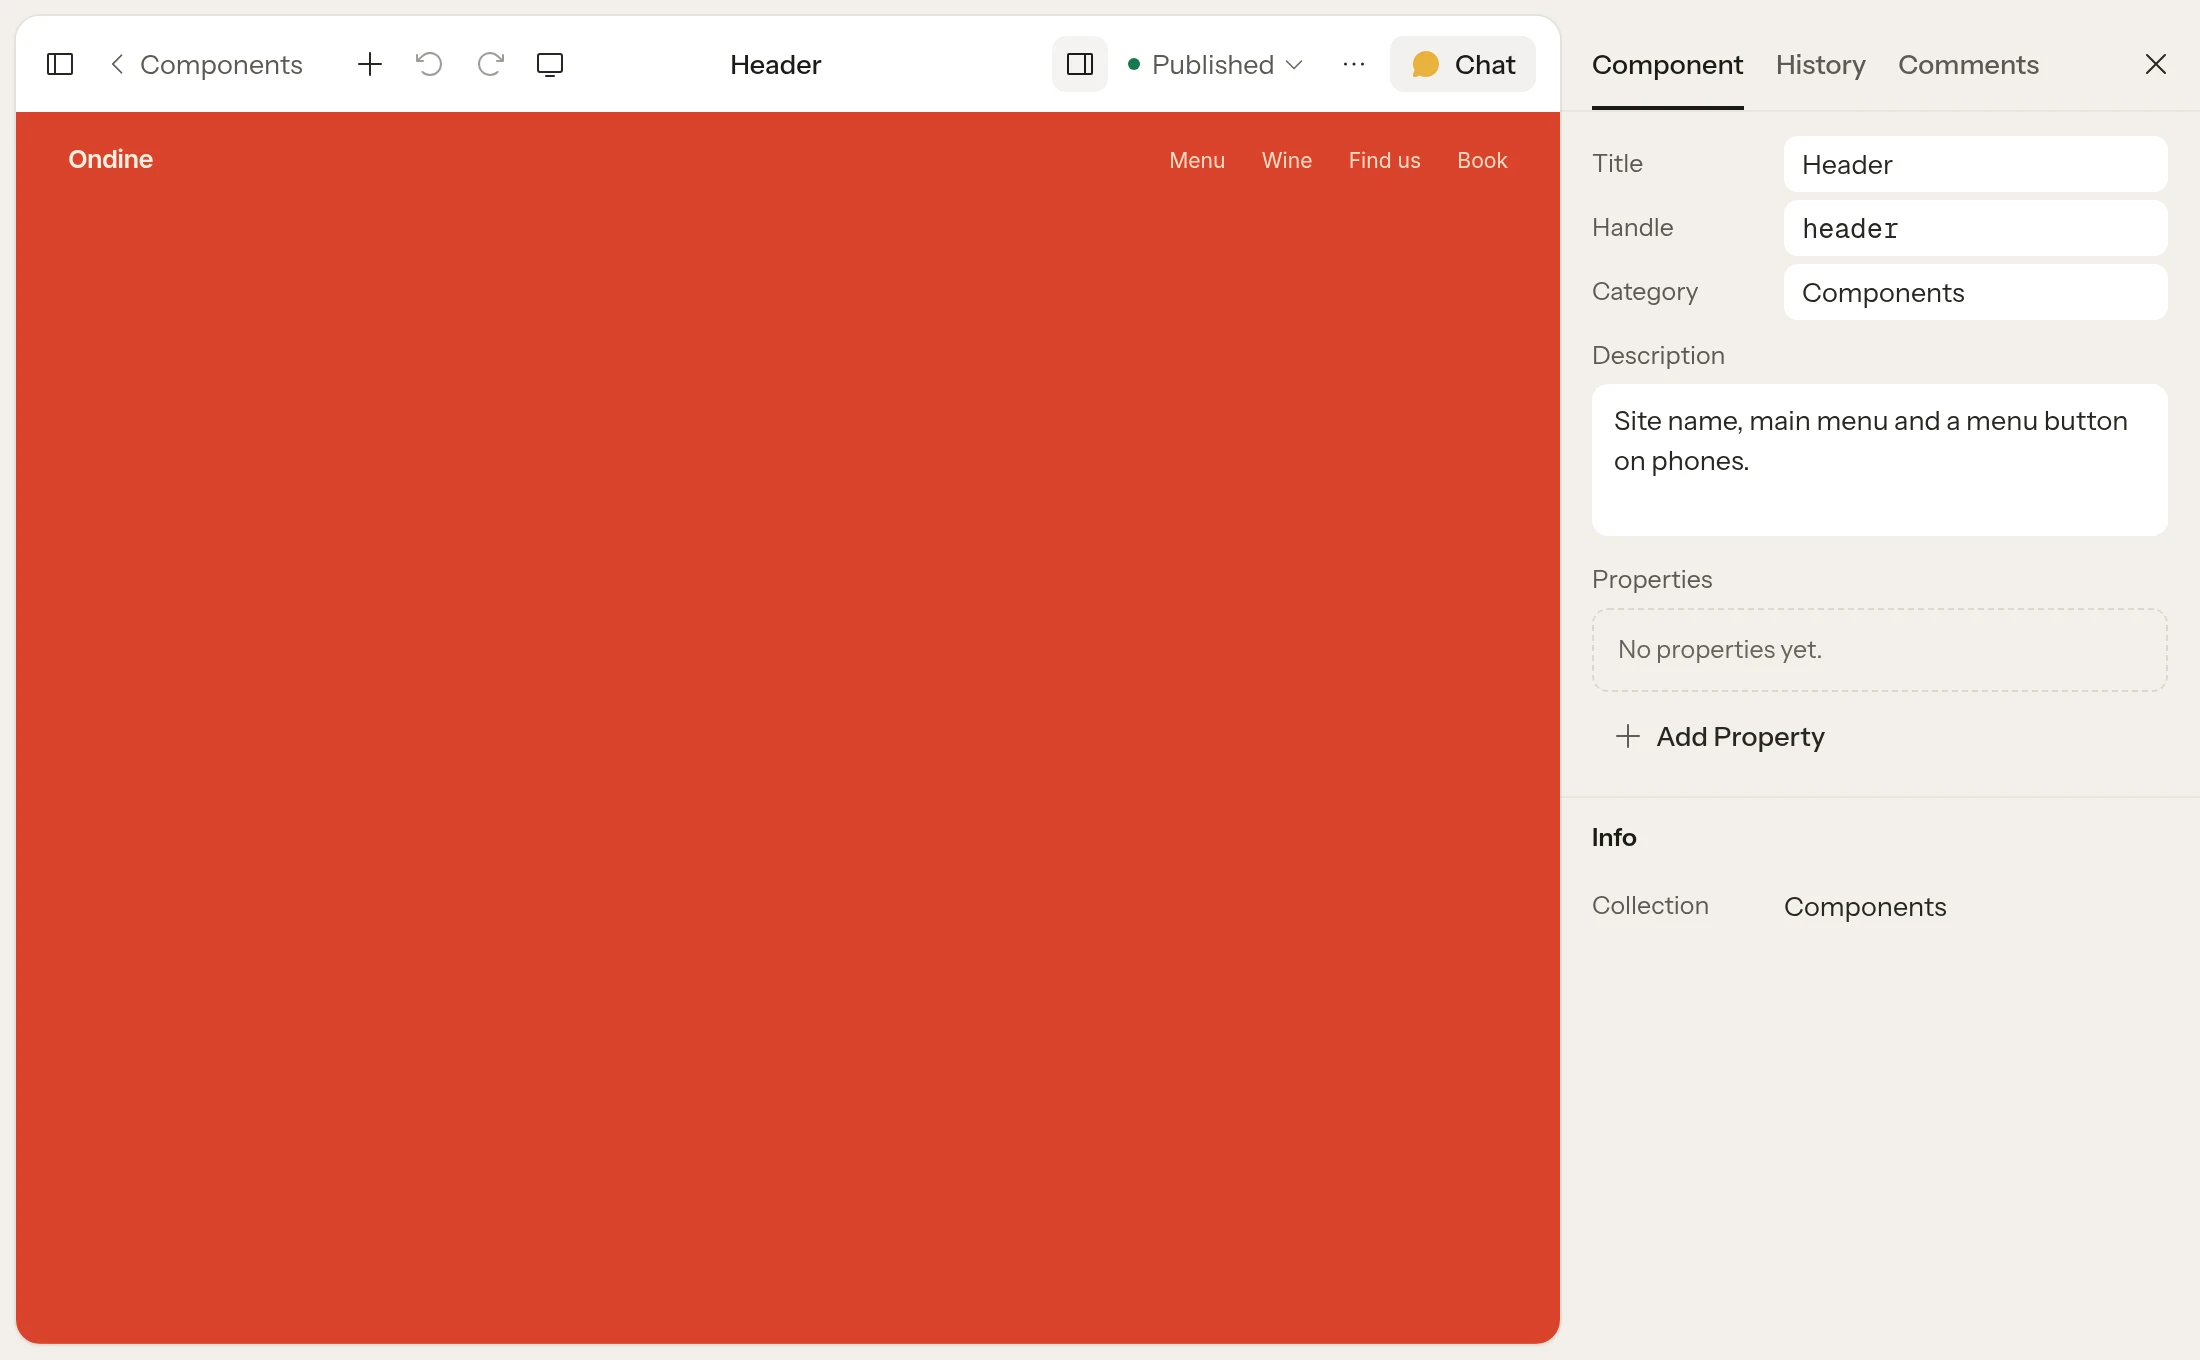 Components
Header
Published
Chat
Ondine
Menu
Wine
Find us
Book
Component
History
Comments
Title
Header
Handle
header
Category
Components
Description
Site name, main menu and a menu button
on phones.
Properties
No properties yet.
Add Property
Info
Collection
Components